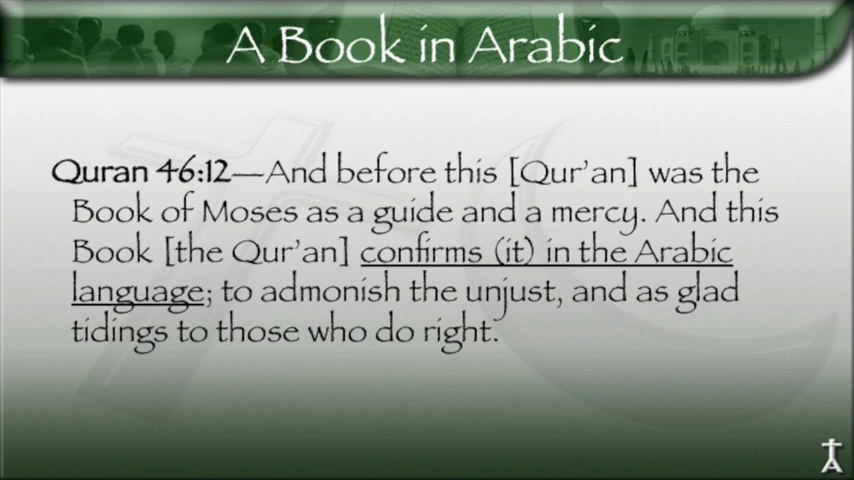 A Book in Arabic
Quran 46:12—And before this [Qur'an] was the
Book of Moses as a guide and a mercy. And this
Book [the Qur'an] confirms (it) in the Arabic
language; to admonish the unjust, and as glad
tidings to those who do right.